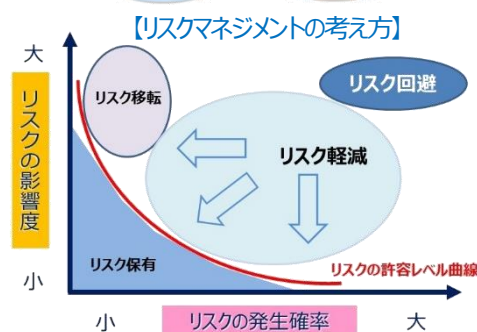 【リスクマネジメントの考え方】
大
リスク移転
リスク回避
リスク軽減
リスクの影響度
リスク保有
リスクの許容レベル曲線
小
小
リスクの発生確率
大